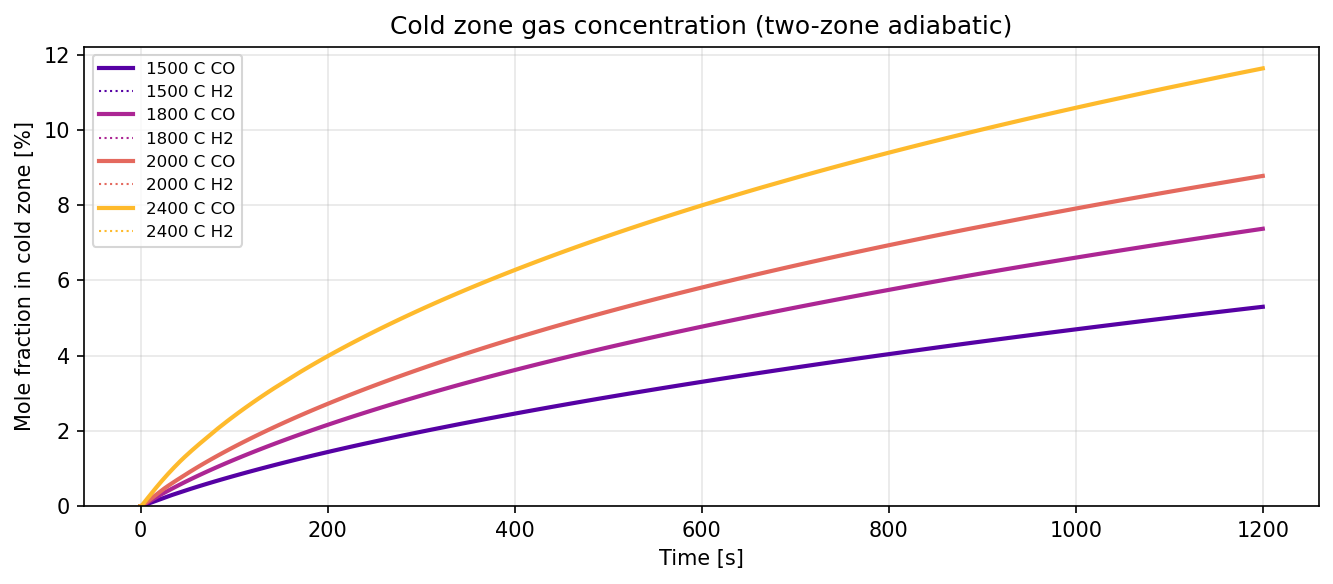 Cold zone gas concentration (two-zone adiabatic)
Mole fraction in cold zone [%]
12
10
8
6
4
2
0
1500 C CO
1500 C H2
1800 C CO
1800 C H2
2000 C CO
2000 C H2
2400 C CO
2400 C H2
0 200 400 600 800 1000 1200
Time [s]